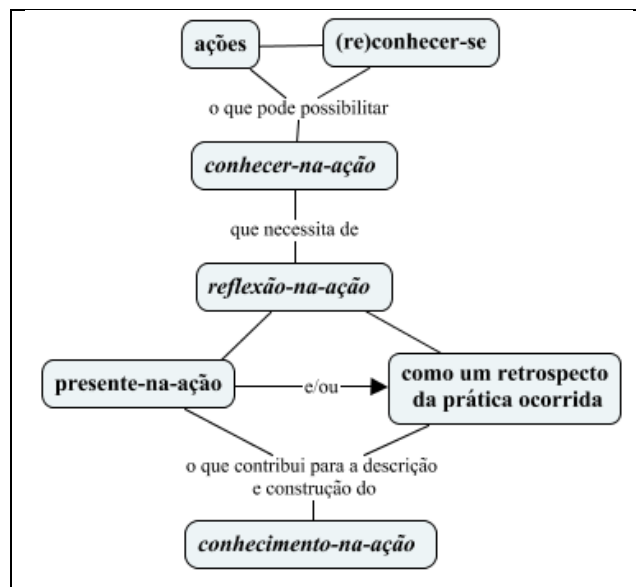 ações
(re)conhecer-se
o que pode possibilitar
conhecer-na-ação
que necessita de
reflexão-na-ação
presente-na-ação
e/ou
como um retrospecto
da prática ocorrida
o que contribui para a descrição
e construção do
conhecimento-na-ação